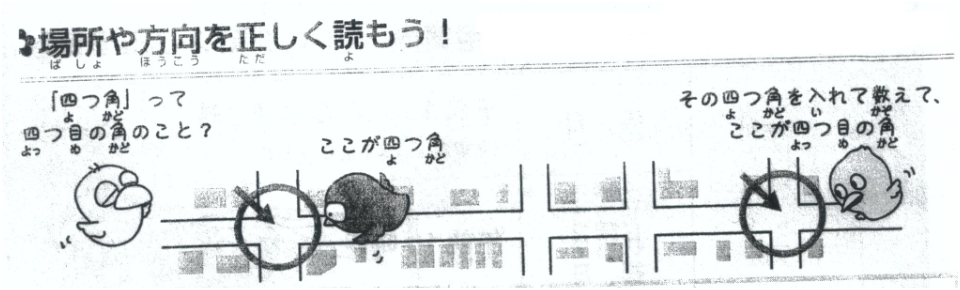 場所や方向を正しく読もう！
ばしょ ほうこう ただ よ
「四つ角」って
よ かど
四つ目の角のこと？
よっ め かど
ここが四つ角
よ かど
その四つ角を入れて数えて、
よ かど い かぞ
ここが四つ目の角
よっ め かど